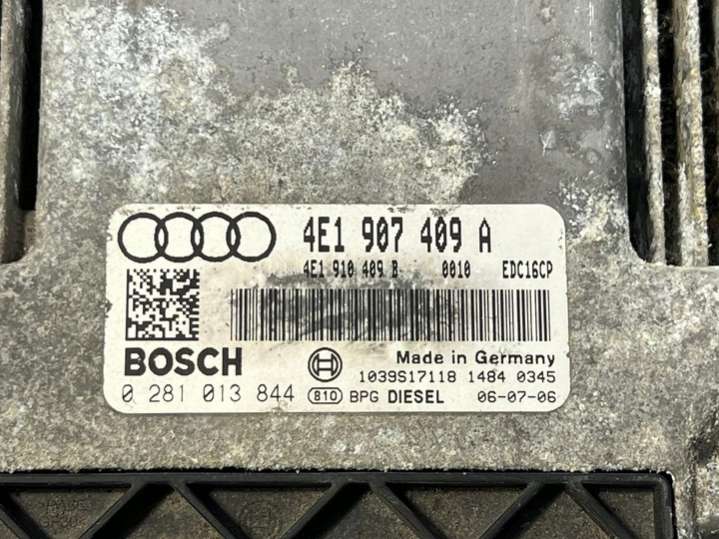 4E1 907 409 A
4E1 910 409 B 0010 EDC16CP
BOSCH
Made in Germany
1039S17118 1484 0345
0 281 013 844 810 BPG DIESEL 06-07-06